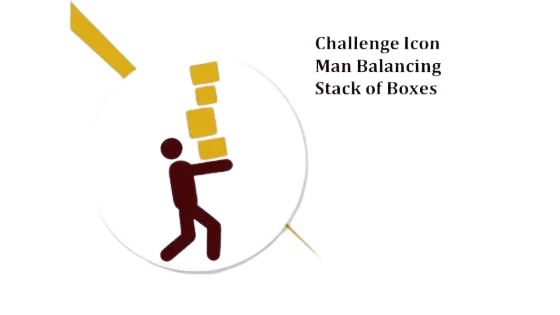 Challenge Icon
Man Balancing
Stack of Boxes